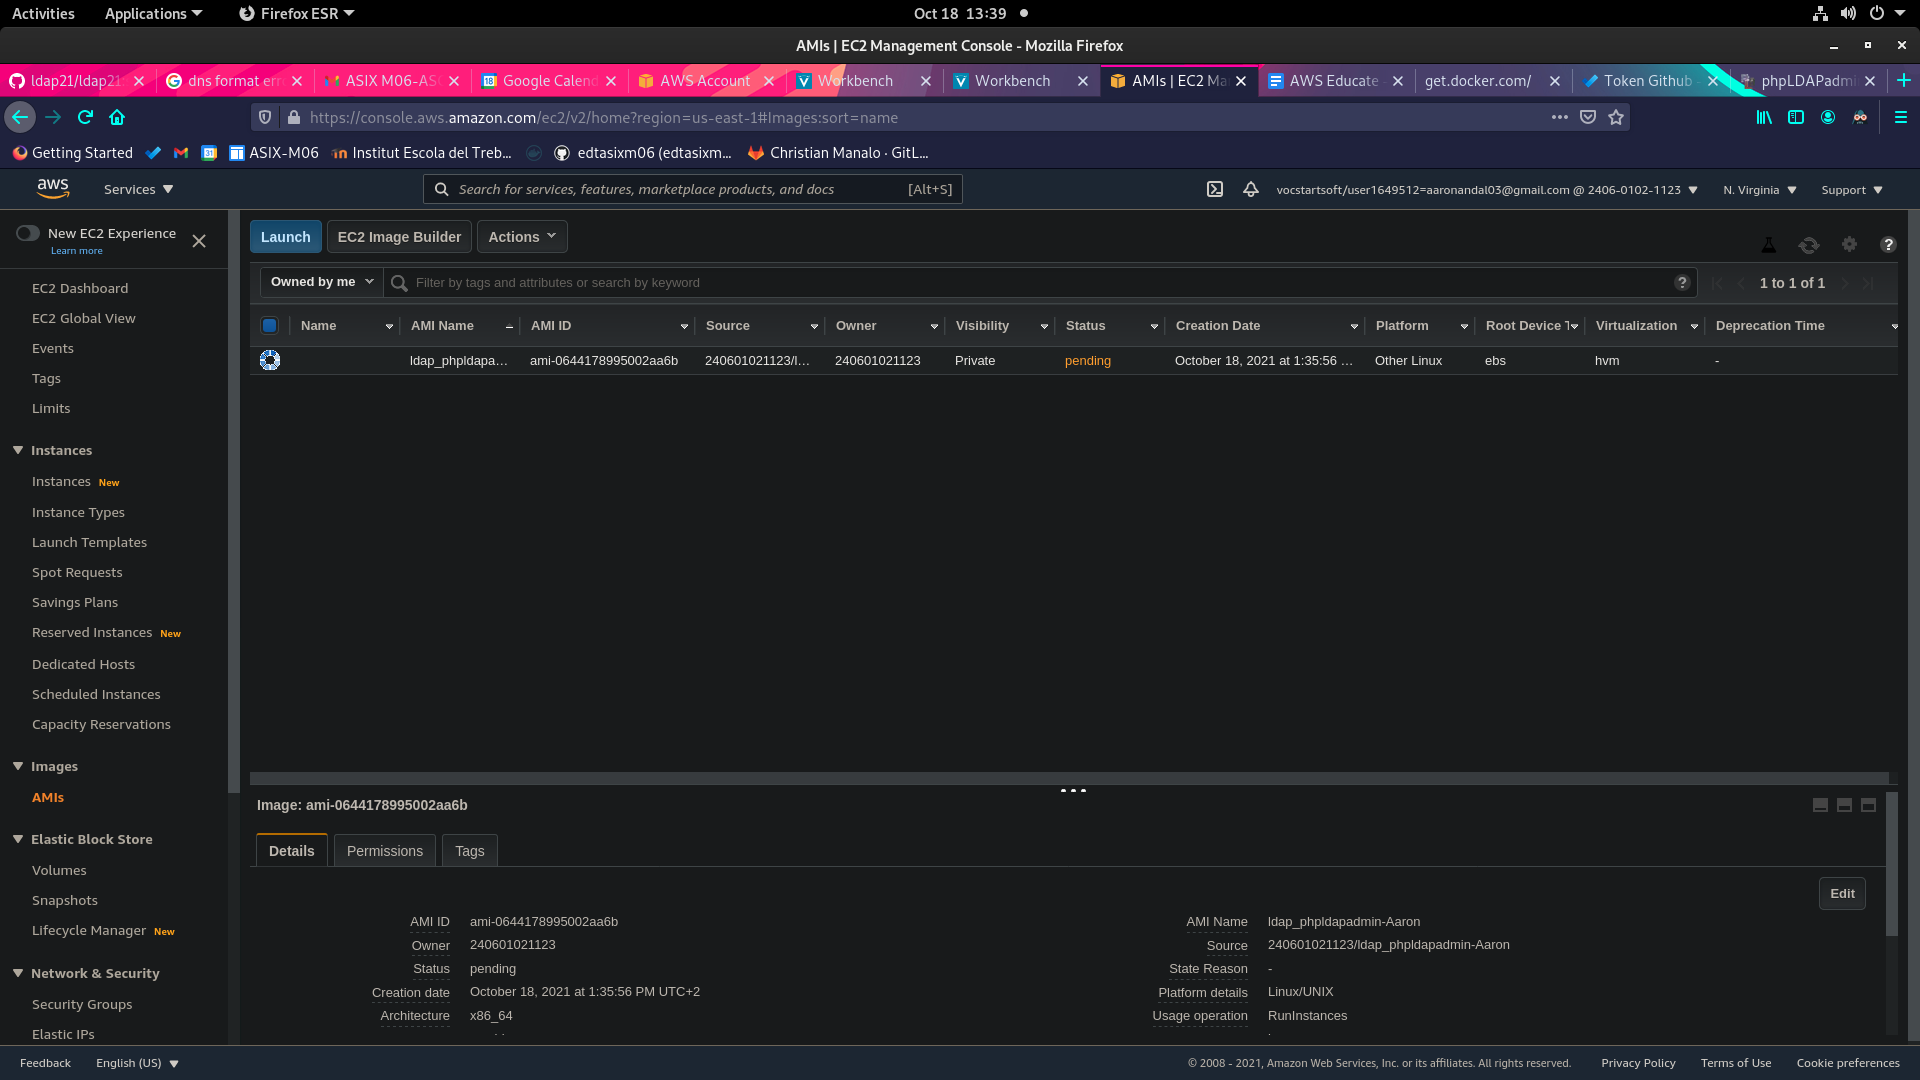 Activities Applications Firefox ESR Oct 18 13:39
AMIs | EC2 Management Console - Mozilla Firefox
ldap21/ldap21 dns format err ASIX M06-ASO Google Calend AWS Account Workbench Workbench AMIs | EC2 Ma AWS Educate - get.docker.com/ Token Github - phpLDAPadmi
https://console.aws.amazon.com/ec2/v2/home?region=us-east-1#Images:sort=name
Getting Started ASIX-M06 Institut Escola del Treb... edtasixm06 (edtasixm... Christian Manalo · GitL...
aws Services Search for services, features, marketplace products, and docs [Alt+S] vocstartsoft/user1649512=aaronandal03@gmail.com @ 2406-0102-1123 N. Virginia Support
New EC2 Experience
Learn more
EC2 Dashboard
EC2 Global View
Events
Tags
Limits
Instances
Instances New
Instance Types
Launch Templates
Spot Requests
Savings Plans
Reserved Instances New
Dedicated Hosts
Scheduled Instances
Capacity Reservations
Images
AMIs
Elastic Block Store
Volumes
Snapshots
Lifecycle Manager New
Network & Security
Security Groups
Elastic IPs
Launch EC2 Image Builder Actions
Owned by me Filter by tags and attributes or search by keyword 1 to 1 of 1
Name AMI Name AMI ID Source Owner Visibility Status Creation Date Platform Root Device T Virtualization Deprecation Time
ldap_phpldapa... ami-0644178995002aa6b 240601021123/l... 240601021123 Private pending October 18, 2021 at 1:35:56 ... Other Linux ebs hvm -
Image: ami-0644178995002aa6b
Details Permissions Tags
Edit
AMI ID ami-0644178995002aa6b AMI Name ldap_phpldapadmin-Aaron
Owner 240601021123 Source 240601021123/ldap_phpldapadmin-Aaron
Status pending State Reason -
Creation date October 18, 2021 at 1:35:56 PM UTC+2 Platform details Linux/UNIX
Architecture x86_64 Usage operation RunInstances
Feedback English (US) © 2008 - 2021, Amazon Web Services, Inc. or its affiliates. All rights reserved. Privacy Policy Terms of Use Cookie preferences